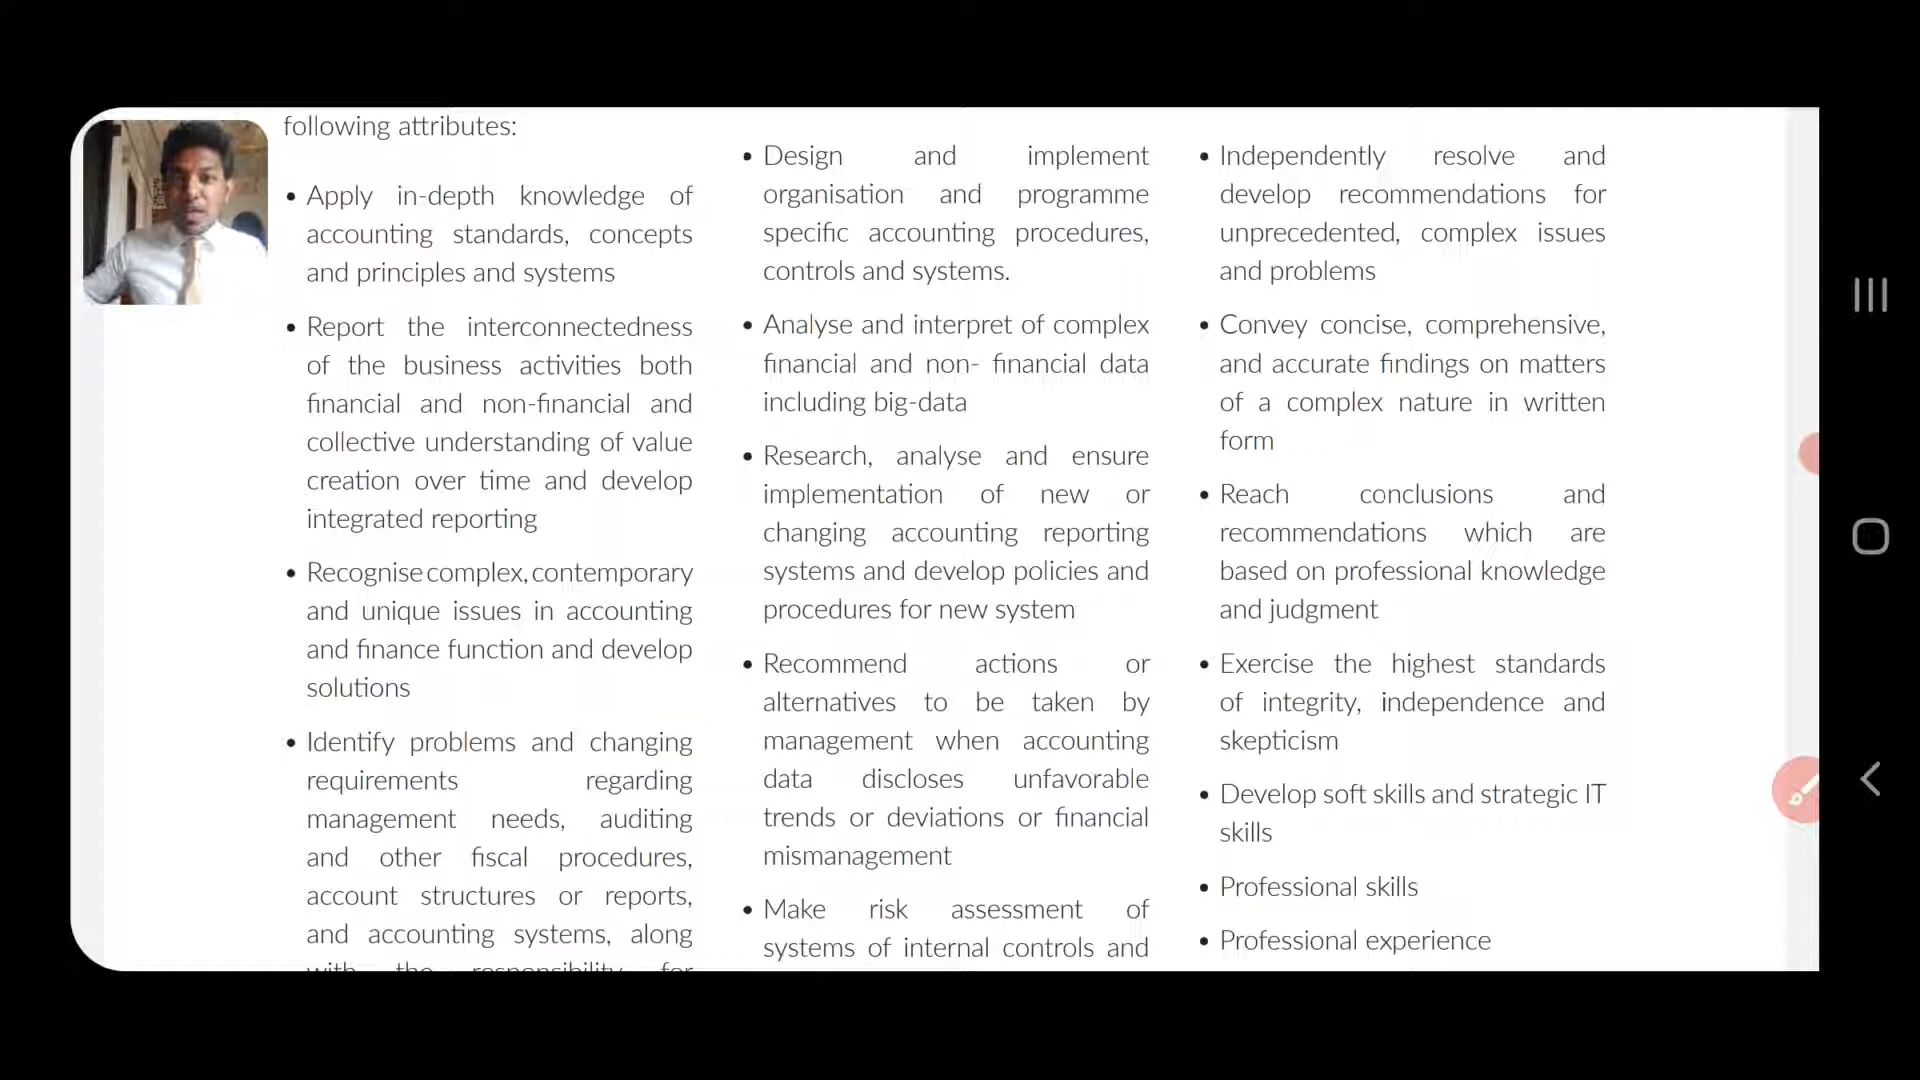 following attributes:
• Apply in-depth knowledge of
accounting standards, concepts
and principles and systems
• Report the interconnectedness
of the business activities both
financial and non-financial and
collective understanding of value
creation over time and develop
integrated reporting
• Recognise complex, contemporary
and unique issues in accounting
and finance function and develop
solutions
• Identify problems and changing
requirements regarding
management needs, auditing
and other fiscal procedures,
account structures or reports,
and accounting systems, along
with the responsibility for
• Design and implement
organisation and programme
specific accounting procedures,
controls and systems.
• Analyse and interpret of complex
financial and non- financial data
including big-data
• Research, analyse and ensure
implementation of new or
changing accounting reporting
systems and develop policies and
procedures for new system
• Recommend actions or
alternatives to be taken by
management when accounting
data discloses unfavorable
trends or deviations or financial
mismanagement
• Make risk assessment of
systems of internal controls and
• Independently resolve and
develop recommendations for
unprecedented, complex issues
and problems
• Convey concise, comprehensive,
and accurate findings on matters
of a complex nature in written
form
• Reach conclusions and
recommendations which are
based on professional knowledge
and judgment
• Exercise the highest standards
of integrity, independence and
skepticism
• Develop soft skills and strategic IT
skills
• Professional skills
• Professional experience